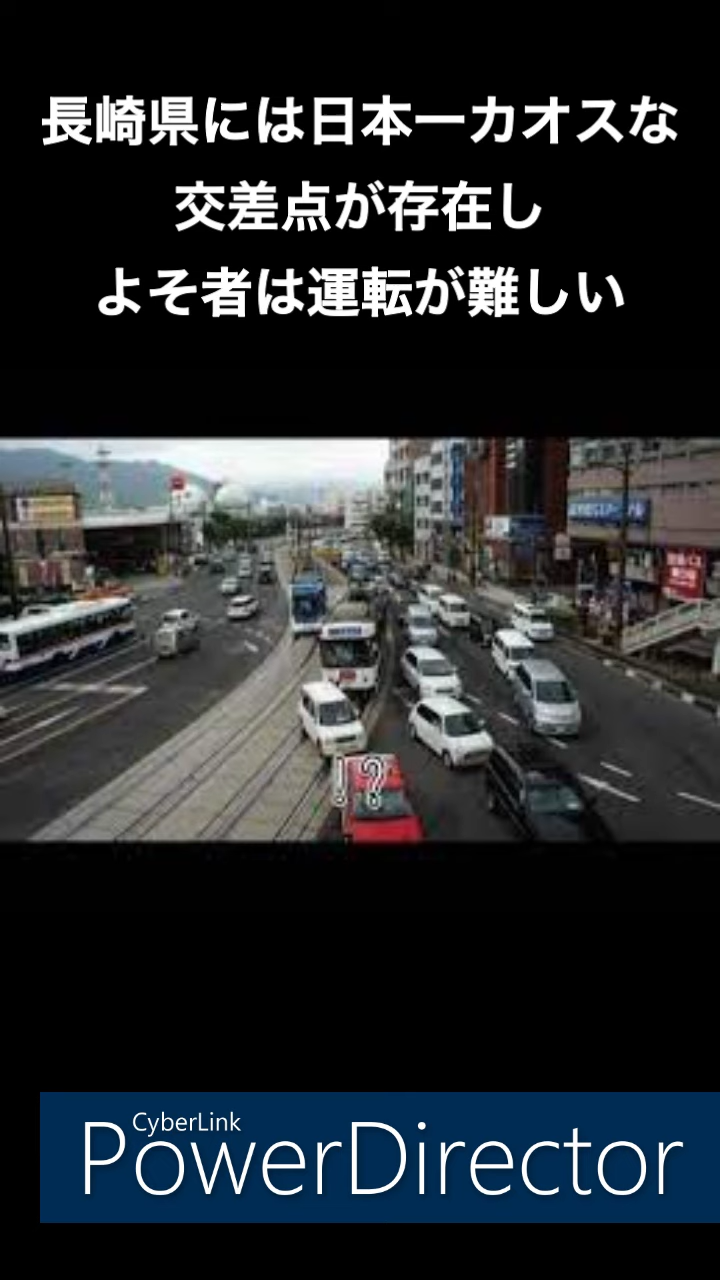 長崎県には日本一カオスな
交差点が存在し
よそ者は運転が難しい
!?
CyberLink
PowerDirector